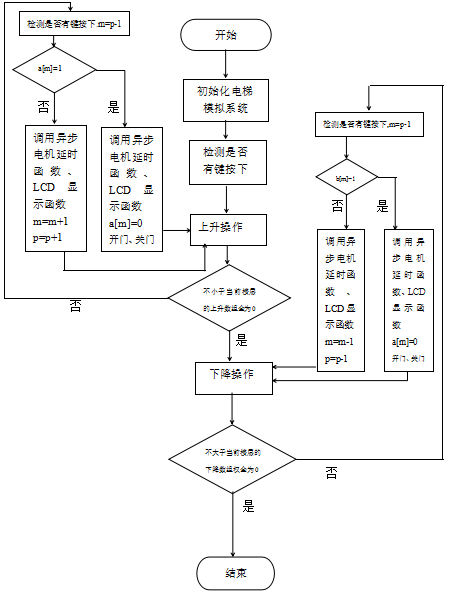 检测是否有键按下,m=p-1
a[m]=1
否
是
调用异步
电机延时
函数、
LCD 显
示函数
m=m+1
p=p+1
调用异步
电机延时
函数、
LCD 显
示函数
a[m]=0
开门、关门
开始
初始化电梯
模拟系统
检测是否
有键按下
上升操作
不小于当前楼层
的上升数组全为0
否
是
下降操作
不大于当前楼层的
下降数组权全为0
否
是
结束
检测是否有键按下,m=p-1
b[m]=1
否
是
调用异
步电机
延时函
数、
LCD显
示函数
m=m-1
p=p-1
调用异
步电机
延时函
数、LCD
显示函
数
a[m]=0
开门、关门